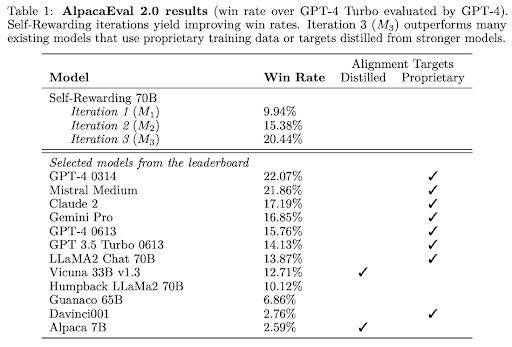 Table 1: AlpacaEval 2.0 results (win rate over GPT-4 Turbo evaluated by GPT-4).
Self-Rewarding iterations yield improving win rates. Iteration 3 (M3) outperforms many
existing models that use proprietary training data or targets distilled from stronger models.
Alignment Targets
Model Win Rate Distilled Proprietary
Self-Rewarding 70B
Iteration 1 (M1) 9.94%
Iteration 2 (M2) 15.38%
Iteration 3 (M3) 20.44%
Selected models from the leaderboard
GPT-4 0314 22.07% ✓
Mistral Medium 21.86% ✓
Claude 2 17.19% ✓
Gemini Pro 16.85% ✓
GPT-4 0613 15.76% ✓
GPT 3.5 Turbo 0613 14.13% ✓
LLaMA2 Chat 70B 13.87% ✓
Vicuna 33B v1.3 12.71% ✓
Humpback LLaMa2 70B 10.12%
Guanaco 65B 6.86%
Davinci001 2.76% ✓
Alpaca 7B 2.59% ✓